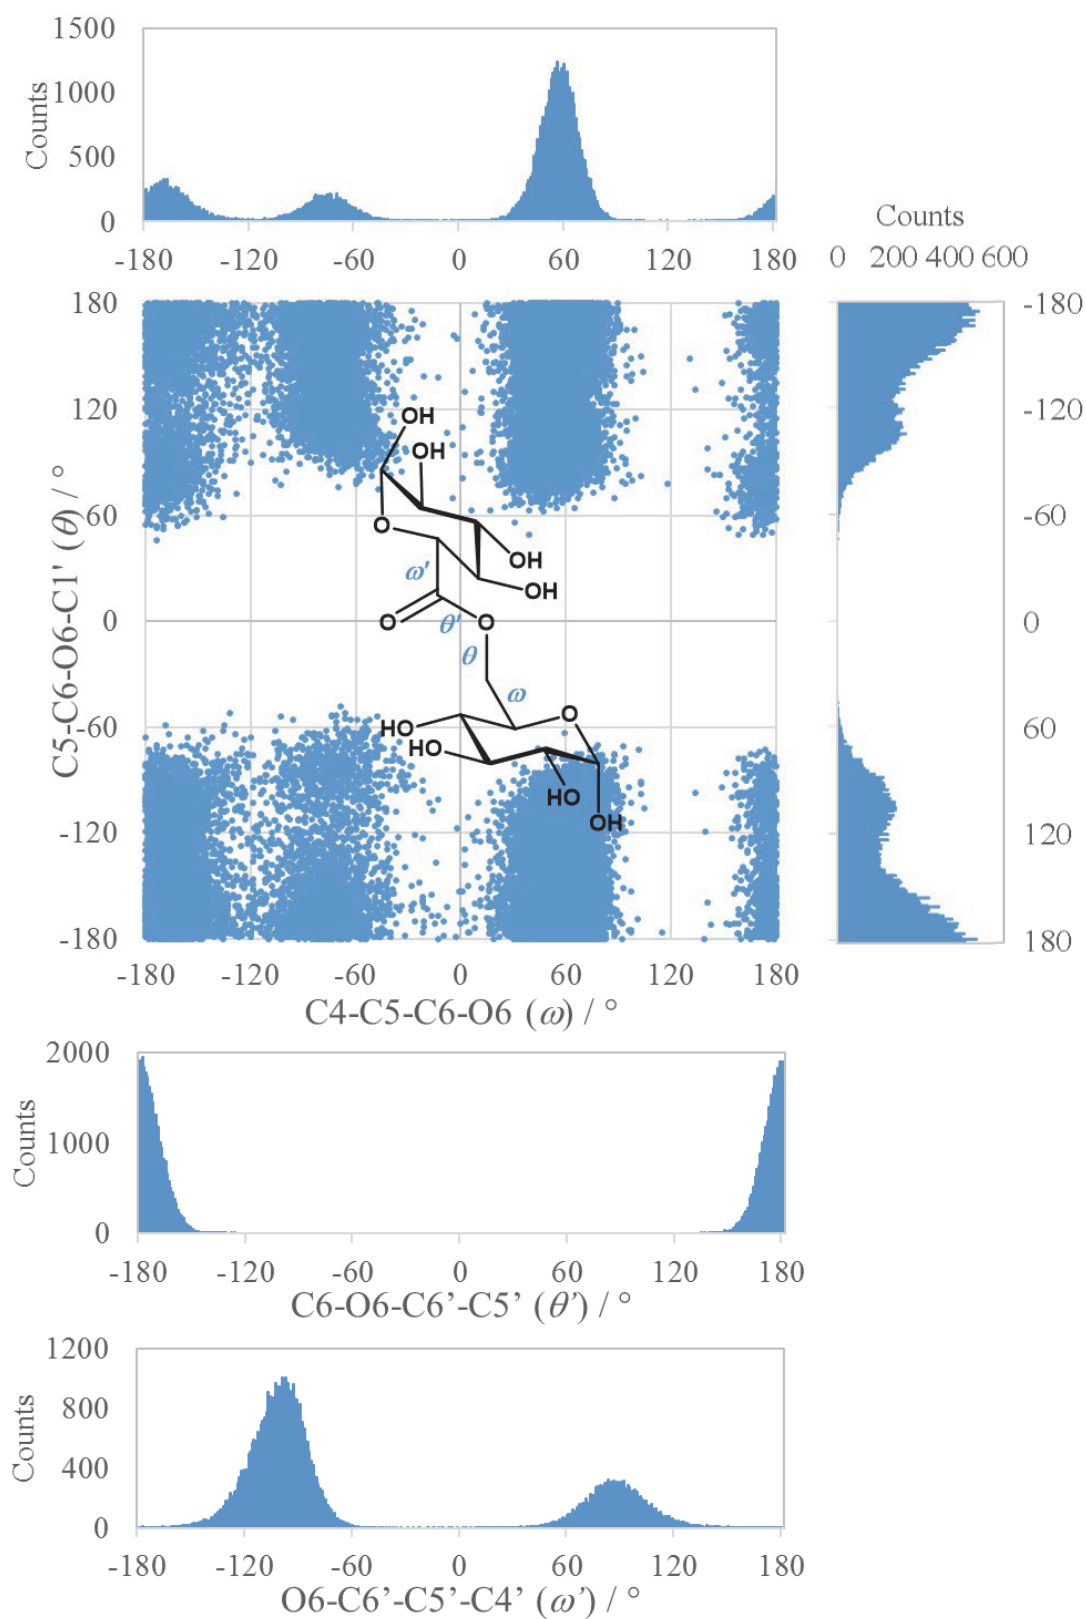 1500
1000
500
0
Counts
-180 -120 -60 0 60 120 180
Counts
0 200 400 600
180
120
60
0
-60
-120
-180
C5-C6-O6-C1' (θ) / °
-180
-120
-60
0
60
120
180
OH
OH
O
OH
OH
ω'
O
θ'
O
θ
ω
O
HO
HO
HO
OH
-180 -120 -60 0 60 120 180
C4-C5-C6-O6 (ω) / °
2000
1000
0
Counts
-180 -120 -60 0 60 120 180
C6-O6-C6’-C5’ (θ’) / °
1200
800
400
0
Counts
-180 -120 -60 0 60 120 180
O6-C6’-C5’-C4’ (ω’) / °